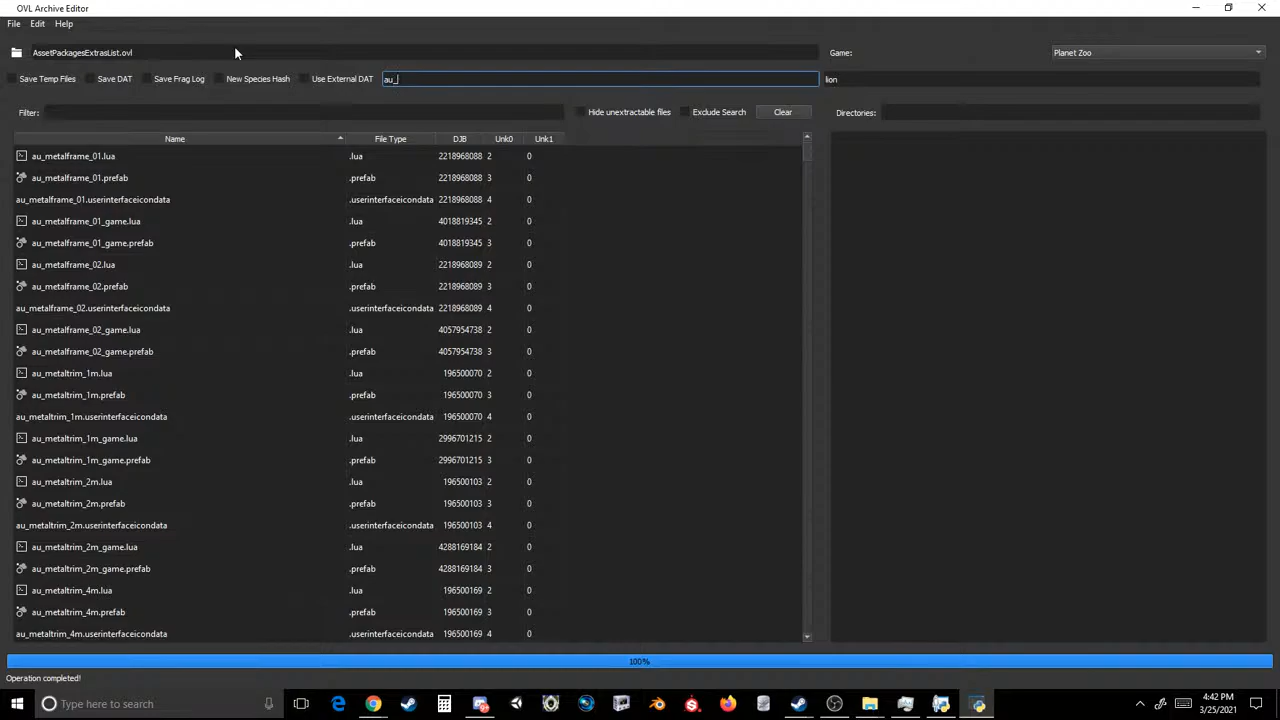 OVL Archive Editor
File Edit Help
AssetPackagesExtrasList.ovl Game: Planet Zoo
Save Temp Files Save DAT Save Frag Log New Species Hash Use External DAT au_ lion
Filter: Hide unextractable files Exclude Search Clear Directories:
Name File Type DJB Unk0 Unk1
au_metalframe_01.lua .lua 2218968088 2 0
au_metalframe_01.prefab .prefab 2218968088 3 0
au_metalframe_01.userinterfaceicondata .userinterfaceicondata 2218968088 4 0
au_metalframe_01_game.lua .lua 4018819345 2 0
au_metalframe_01_game.prefab .prefab 4018819345 3 0
au_metalframe_02.lua .lua 2218968089 2 0
au_metalframe_02.prefab .prefab 2218968089 3 0
au_metalframe_02.userinterfaceicondata .userinterfaceicondata 2218968089 4 0
au_metalframe_02_game.lua .lua 4057954738 2 0
au_metalframe_02_game.prefab .prefab 4057954738 3 0
au_metaltrim_1m.lua .lua 196500070 2 0
au_metaltrim_1m.prefab .prefab 196500070 3 0
au_metaltrim_1m.userinterfaceicondata .userinterfaceicondata 196500070 4 0
au_metaltrim_1m_game.lua .lua 2996701215 2 0
au_metaltrim_1m_game.prefab .prefab 2996701215 3 0
au_metaltrim_2m.lua .lua 196500103 2 0
au_metaltrim_2m.prefab .prefab 196500103 3 0
au_metaltrim_2m.userinterfaceicondata .userinterfaceicondata 196500103 4 0
au_metaltrim_2m_game.lua .lua 4288169184 2 0
au_metaltrim_2m_game.prefab .prefab 4288169184 3 0
au_metaltrim_4m.lua .lua 196500169 2 0
au_metaltrim_4m.prefab .prefab 196500169 3 0
au_metaltrim_4m.userinterfaceicondata .userinterfaceicondata 196500169 4 0
100%
Operation completed!
Type here to search
4:42 PM
3/25/2021